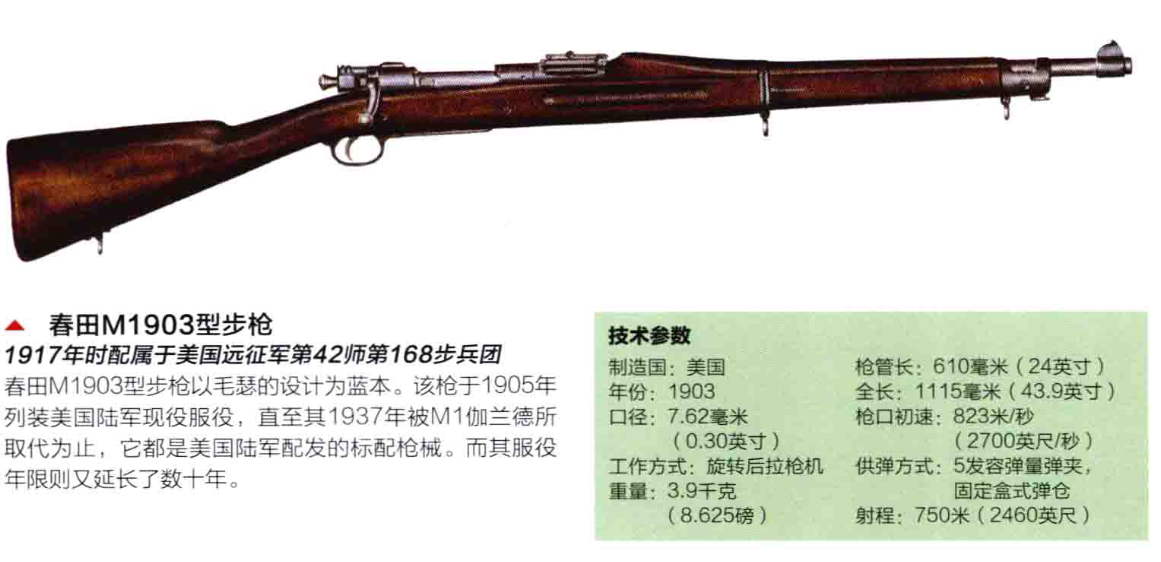 ▲ 春田M1903型步枪
1917年时配属于美国远征军第42师第168步兵团
春田M1903型步枪以毛瑟的设计为蓝本。该枪于1905年
列装美国陆军现役服役，直至其1937年被M1伽兰德所
取代为止，它都是美国陆军配发的标配枪械。而其服役
年限则又延长了数十年。
技术参数
制造国：美国
年份：1903
口径：7.62毫米
（0.30英寸）
工作方式：旋转后拉枪机
重量：3.9千克
（8.625磅）
枪管长：610毫米（24英寸）
全长：1115毫米（43.9英寸）
枪口初速：823米/秒
（2700英尺/秒）
供弹方式：5发容弹量弹夹，
固定盒式弹仓
射程：750米（2460英尺）